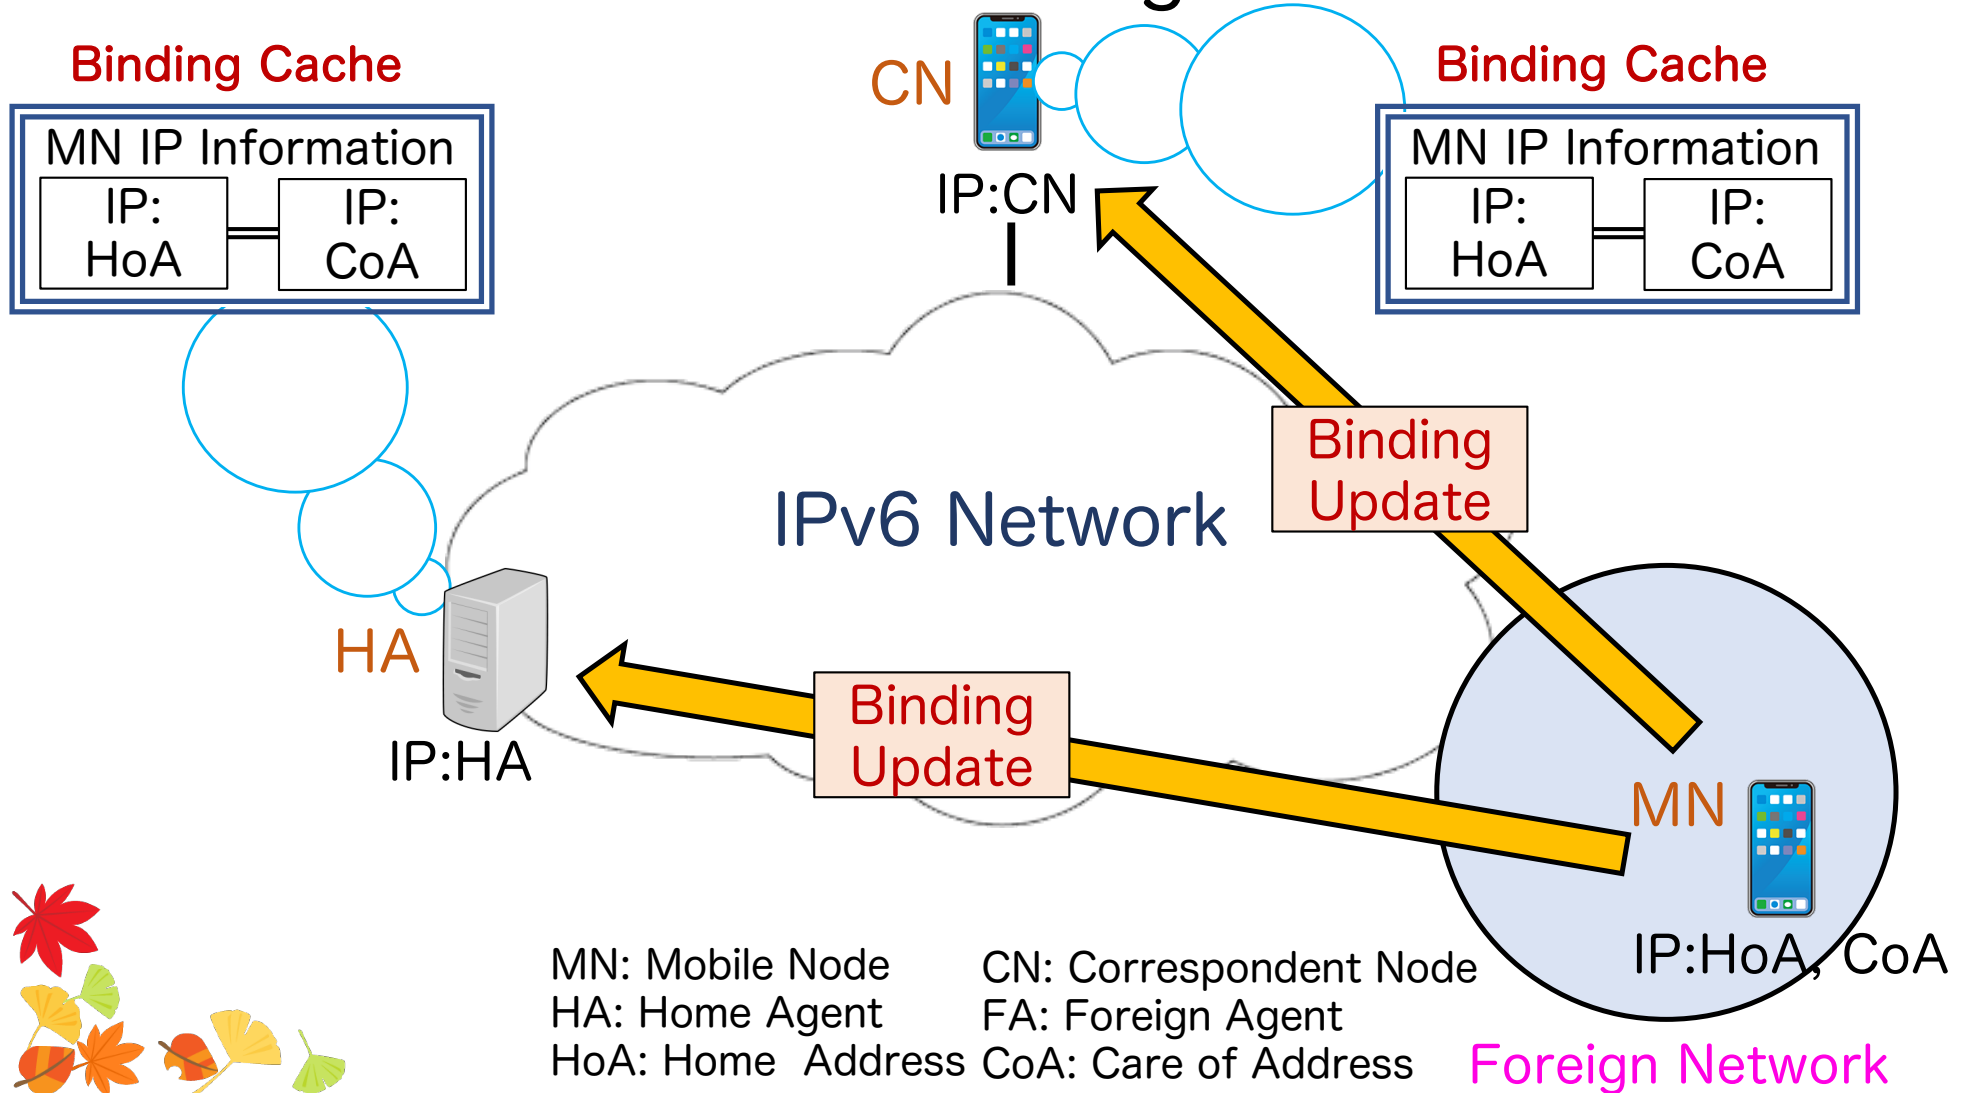 Binding Cache
MN IP Information
IP:
HoA
IP:
CoA
CN
IP:CN
Binding Cache
MN IP Information
IP:
HoA
IP:
CoA
Binding
Update
IPv6 Network
HA
IP:HA
Binding
Update
MN
IP:HoA, CoA
MN: Mobile Node
HA: Home Agent
HoA: Home Address
CN: Correspondent Node
FA: Foreign Agent
CoA: Care of Address
Foreign Network